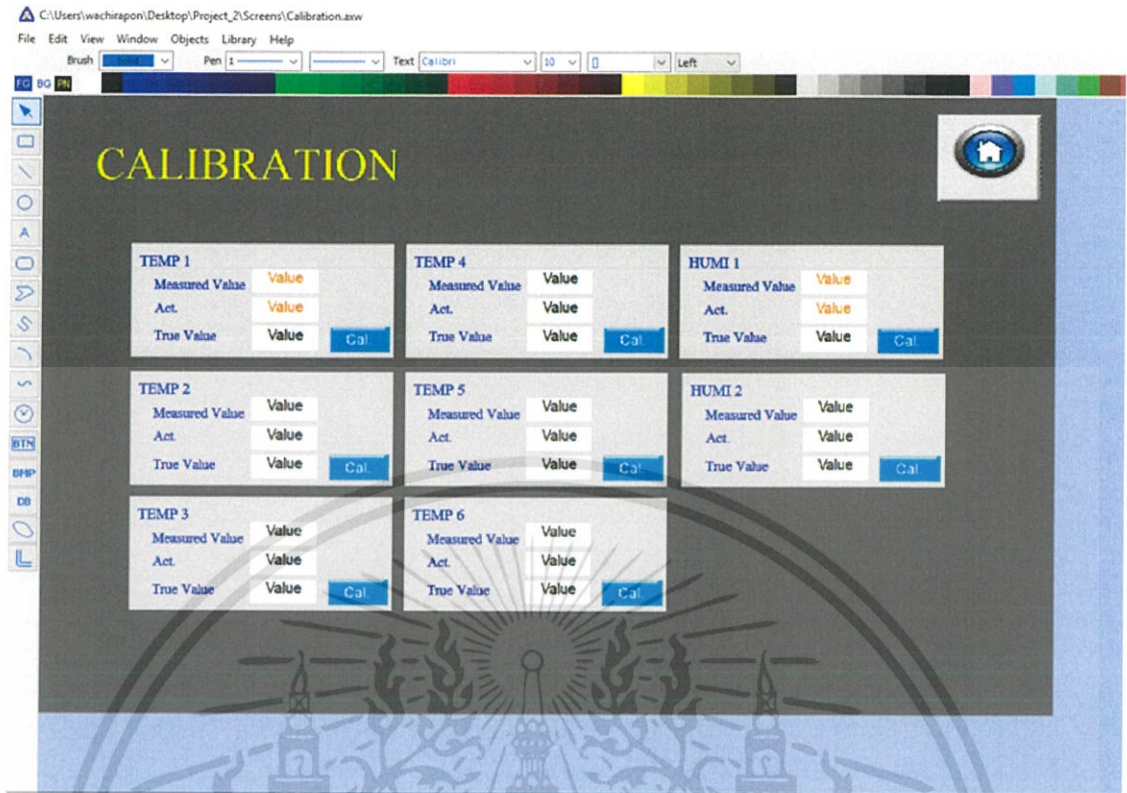 C:\Users\wachirapon\Desktop\Project_2\Screens\Calibration.axw
File Edit View Window Objects Library Help
Brush Solid Pen 1 Text Calibri 10 [] Left
FG BG PN
A
BTN
BMP
DB
CALIBRATION
TEMP 1
Measured Value Value
Act. Value
True Value Value Cal.
TEMP 4
Measured Value Value
Act. Value
True Value Value Cal.
HUMI 1
Measured Value Value
Act. Value
True Value Value Cal.
TEMP 2
Measured Value Value
Act. Value
True Value Value Cal.
TEMP 5
Measured Value Value
Act. Value
True Value Value Cal.
HUMI 2
Measured Value Value
Act. Value
True Value Value Cal.
TEMP 3
Measured Value Value
Act. Value
True Value Value Cal.
TEMP 6
Measured Value Value
Act. Value
True Value Value Cal.